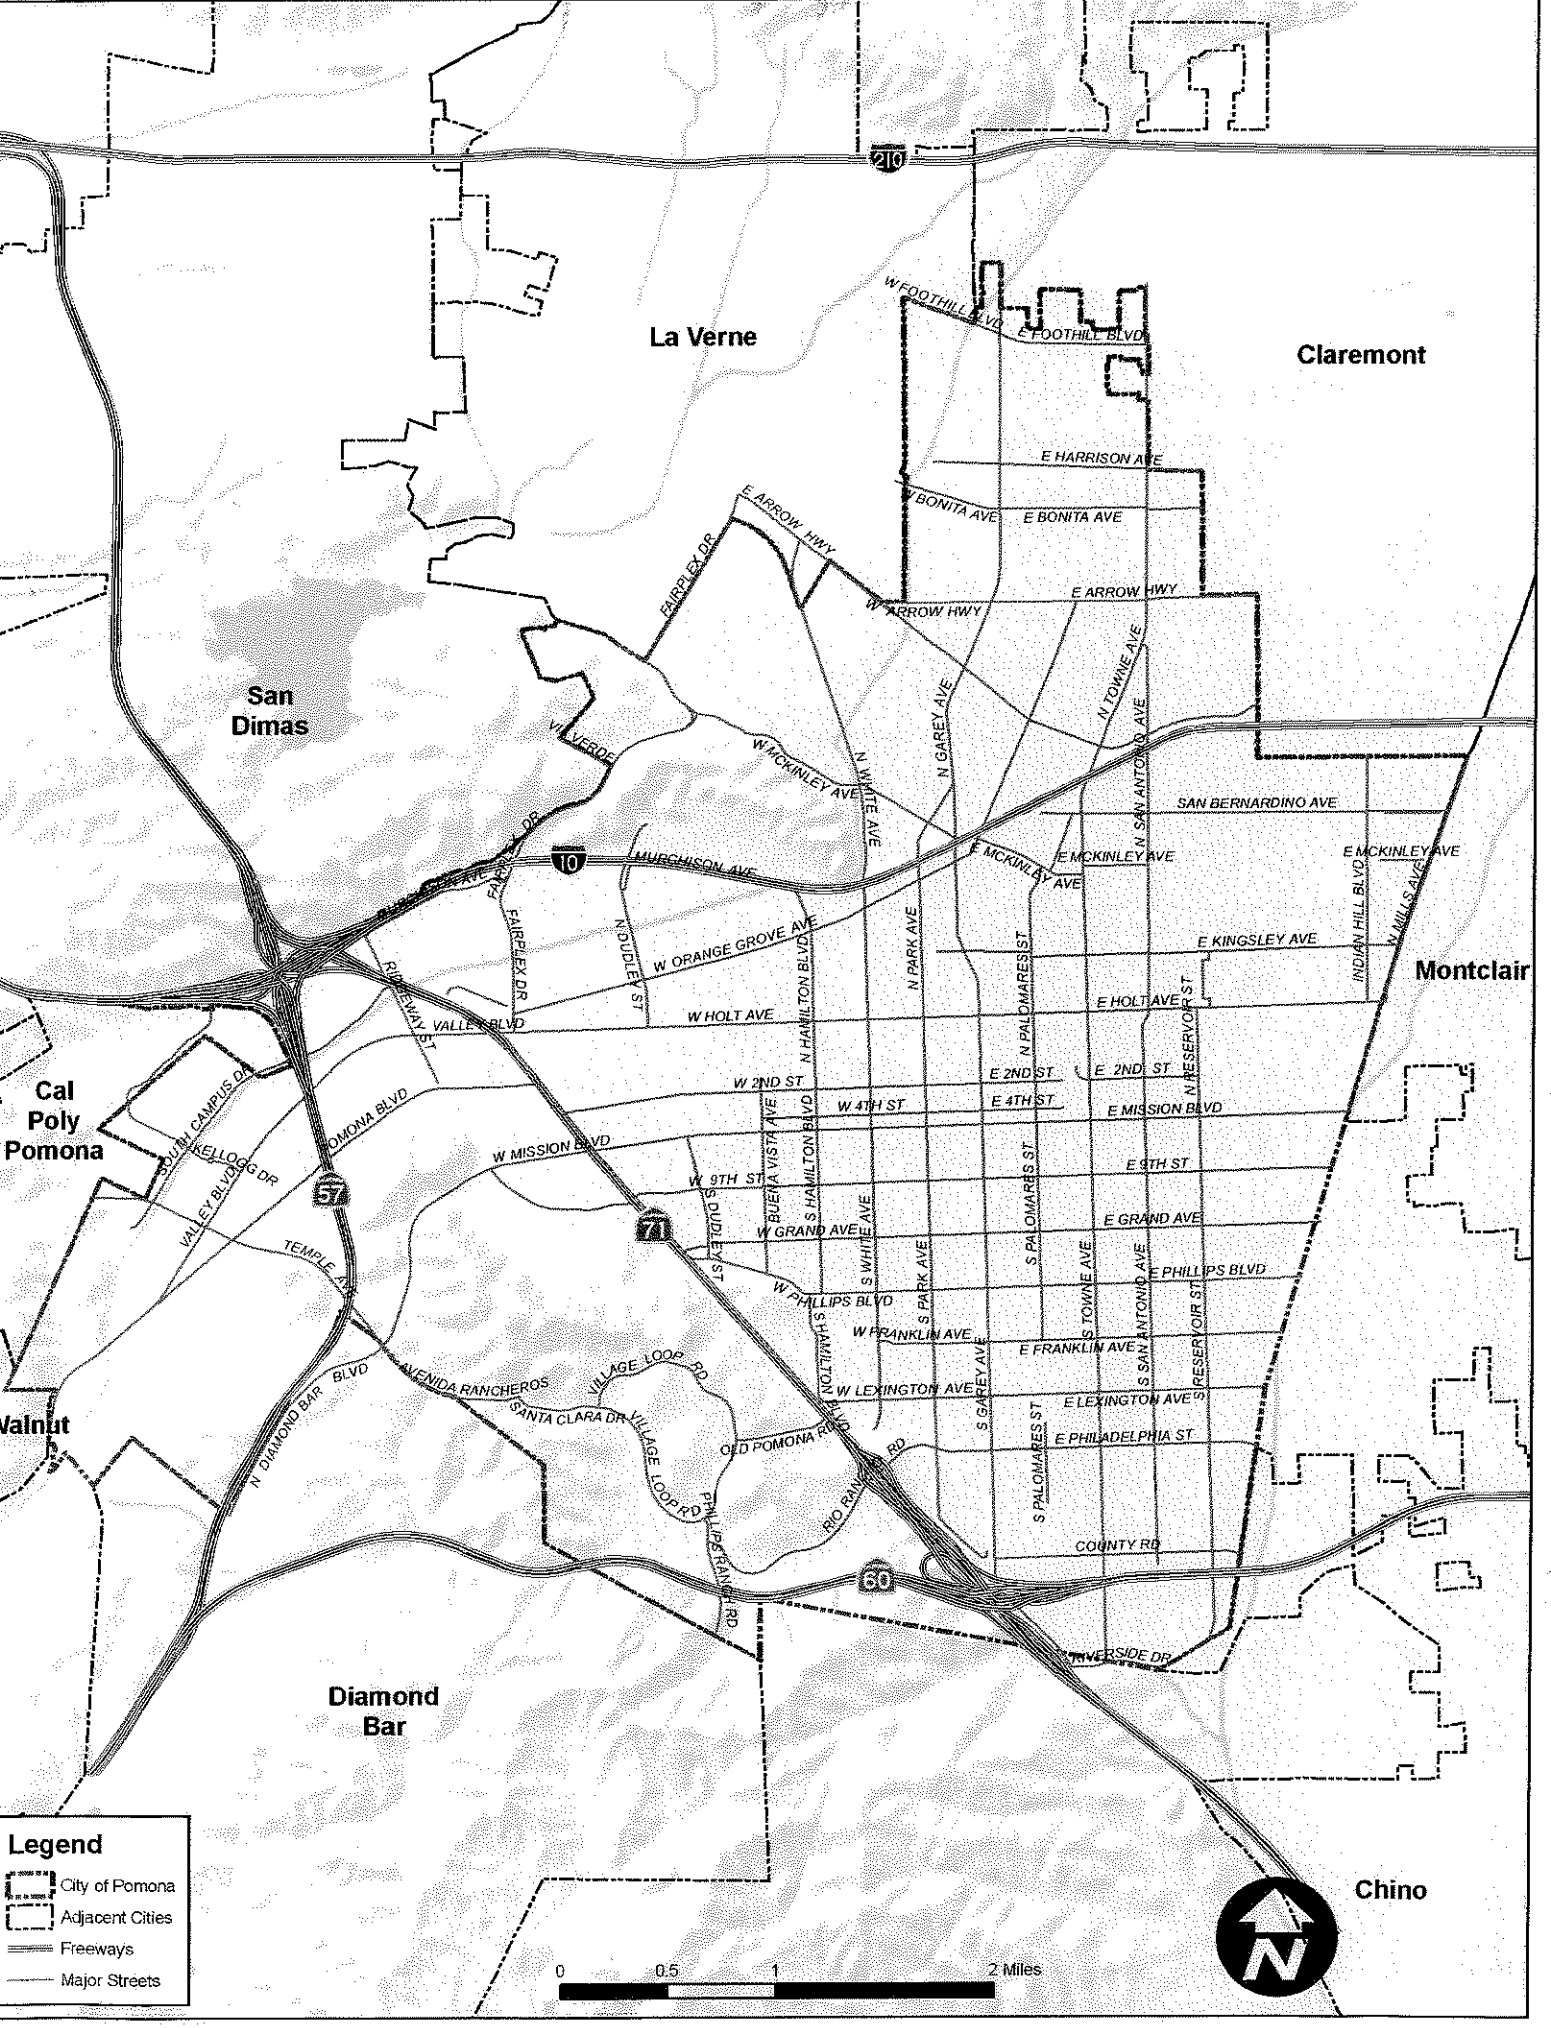 210
W FOOTHILL BLVD
E FOOTHILL BLVD
La Verne
Claremont
E HARRISON AVE
W BONITA AVE
E BONITA AVE
E ARROW HWY
FAIRPLEX DR
E ARROW HWY
W ARROW HWY
N TOWNE AVE
San
Dimas
N GAREY AVE
N SAN ANTONIO AVE
W MCKINLEY AVE
N WHITE AVE
SAN BERNARDINO AVE
FAIRPLEX DR
10
MURCHISON AVE
E MCKINLEY AVE
E MCKINLEY AVE
E MCKINLEY AVE
FAIRPLEX DR
N DUDLEY ST
W ORANGE GROVE AVE
N HAMILTON BLVD
N PARK AVE
N PALOMARES ST
E KINGSLEY AVE
INDIAN HILL BLVD
N MILLS AVE
Montclair
RIDGEWAY ST
VALLEY BLVD
W HOLT AVE
E HOLT AVE
N RESERVOIR ST
Cal
Poly
Pomona
SOUTH CAMPUS DR
KELLOGG DR
VALLEY BLVD
POMONA BLVD
W 2ND ST
E 2ND ST
E 2ND ST
W 4TH ST
E 4TH ST
E MISSION BLVD
W MISSION BLVD
BUENA VISTA AVE
S HAMILTON BLVD
W 9TH ST
E 9TH ST
57
71
S DUDLEY ST
W GRAND AVE
E GRAND AVE
S WHITE AVE
S PARK AVE
S PALOMARES ST
S TOWNE AVE
S SAN ANTONIO AVE
S RESERVOIR ST
TEMPLE AVE
W PHILLIPS BLVD
E PHILLIPS BLVD
S HAMILTON BLVD
W FRANKLIN AVE
E FRANKLIN AVE
S GAREY AVE
N DIAMOND BAR BLVD
AVENIDA RANCHEROS
VILLAGE LOOP RD
SANTA CLARA DR
W LEXINGTON AVE
E LEXINGTON AVE
Walnut
VILLAGE LOOP RD
OLD POMONA RD
E PHILADELPHIA ST
S PALOMARES ST
RIO RANCHO RD
PHILLIPS RANCH RD
COUNTY RD
60
RIVERSIDE DR
Diamond
Bar
Chino
Legend
City of Pomona
Adjacent Cities
Freeways
Major Streets
0 0.5 1 2 Miles
N